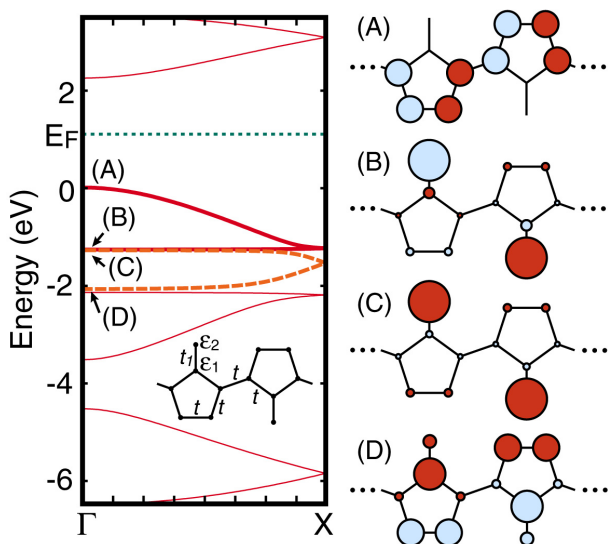 (A)
2
E_F
0
(A)
(B)
(C)
-2
(D)
-4
-6
Energy (eV)
Γ
X
t₁
ε₂
ε₁
t
t
t
t
(B)
(C)
(D)